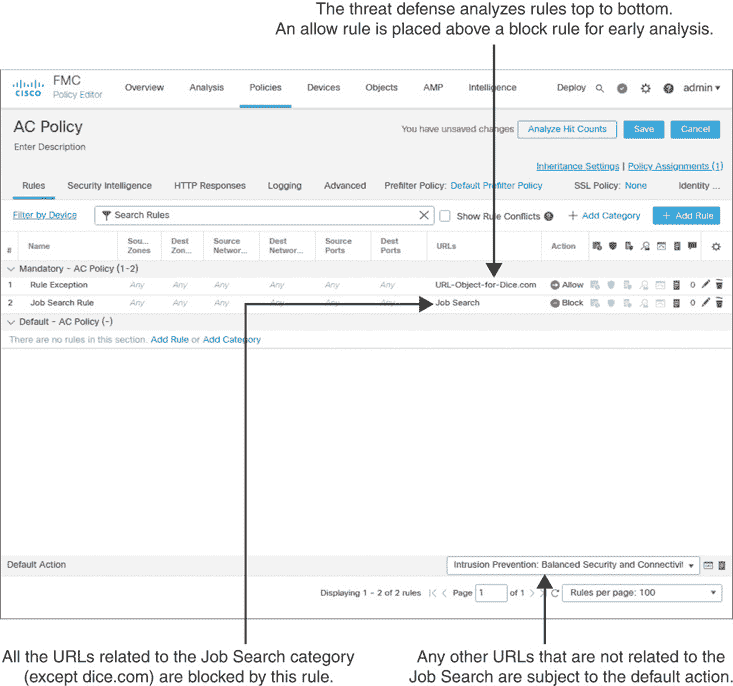 The threat defense analyzes rules top to bottom.
An allow rule is placed above a block rule for early analysis.
CISCO FMC Policy Editor Overview Analysis Policies Devices Objects AMP Intelligence Deploy admin
AC Policy
You have unsaved changes Analyze Hit Counts Save Cancel
Enter Description
Inheritance Settings | Policy Assignments (1)
Rules Security Intelligence HTTP Responses Logging Advanced Prefilter Policy: Default Prefilter Policy SSL Policy: None Identity ...
Filter by Device Search Rules Show Rule Conflicts + Add Category + Add Rule
# Name Sou... Zones Dest Zon... Source Networ... Dest Networ... Source Ports Dest Ports URLs Action
Mandatory - AC Policy (1-2)
1 Rule Exception Any Any Any Any Any Any URL-Object-for-Dice.com Allow 0
2 Job Search Rule Any Any Any Any Any Any Job Search Block 0
Default - AC Policy (-)
There are no rules in this section. Add Rule or Add Category
Default Action Intrusion Prevention: Balanced Security and Connectivit
Displaying 1 - 2 of 2 rules Page 1 of 1 Rules per page: 100
All the URLs related to the Job Search category
(except dice.com) are blocked by this rule.
Any other URLs that are not related to the
Job Search are subject to the default action.